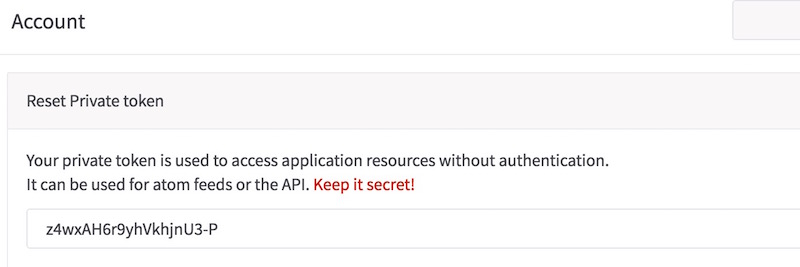 Account
Reset Private token
Your private token is used to access application resources without authentication.
It can be used for atom feeds or the API. Keep it secret!
z4wxAH6r9yhVkhjnU3-P